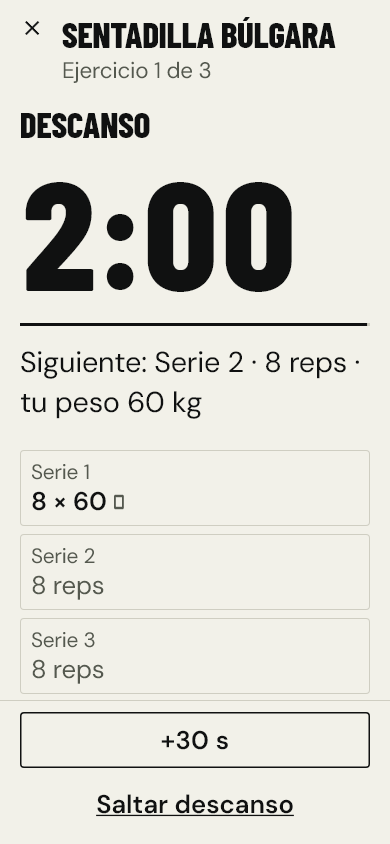 SENTADILLA BÚLGARA
Ejercicio 1 de 3
DESCANSO
2:00
Siguiente: Serie 2 · 8 reps ·
tu peso 60 kg
Serie 1
8 × 60
Serie 2
8 reps
Serie 3
8 reps
+30 s
Saltar descanso